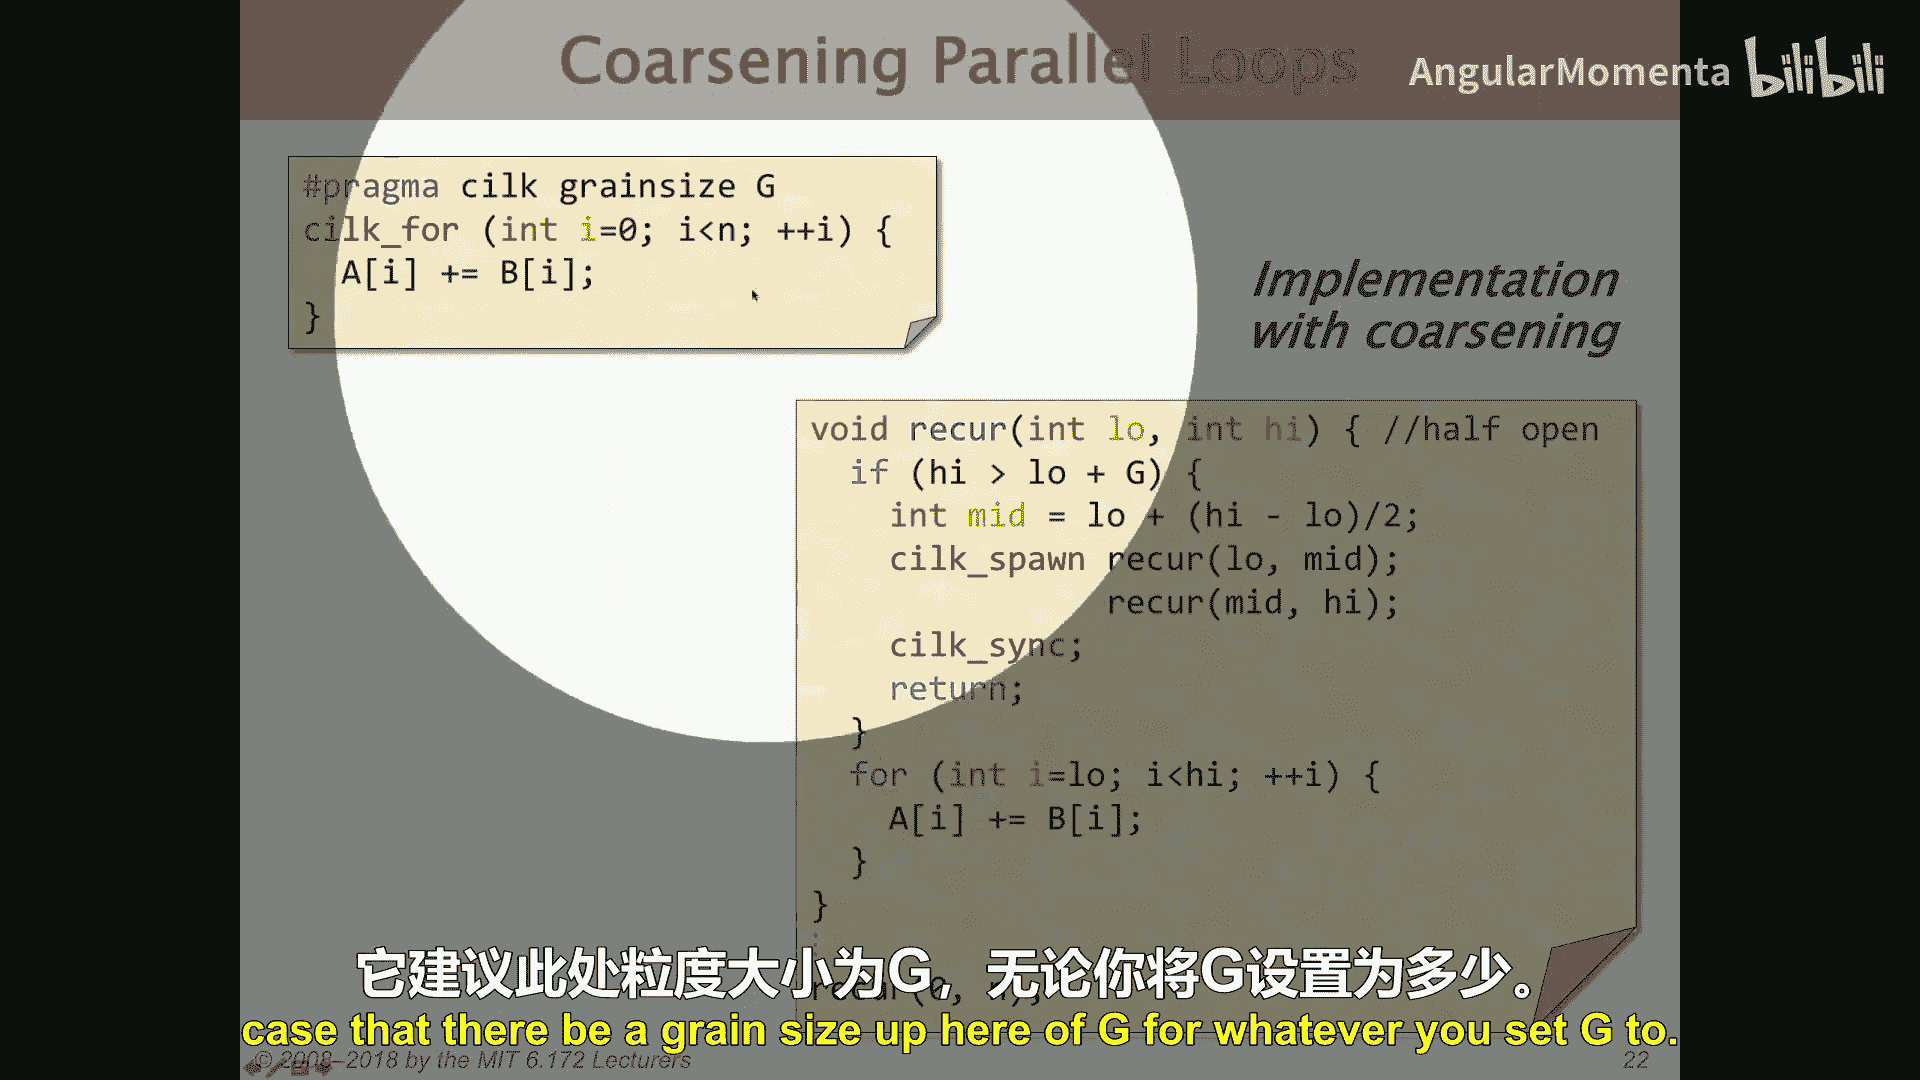 Coarsening Parallel Loops
AngularMomenta bilibili
#pragma cilk grainsize G
cilk_for (int i=0; i<n; ++i) {
A[i] += B[i];
}
Implementation
with coarsening
void recur(int lo, int hi) { //half open
if (hi > lo + G) {
int mid = lo + (hi - lo)/2;
cilk_spawn recur(lo, mid);
recur(mid, hi);
cilk_sync;
return;
}
for (int i=lo; i<hi; ++i) {
A[i] += B[i];
}
}
它建议此处粒度大小为G，无论你将G设置为多少。
case that there be a grain size up here of G for whatever you set G to.
© 2008–2018 by the MIT 6.172 Lecturers
22